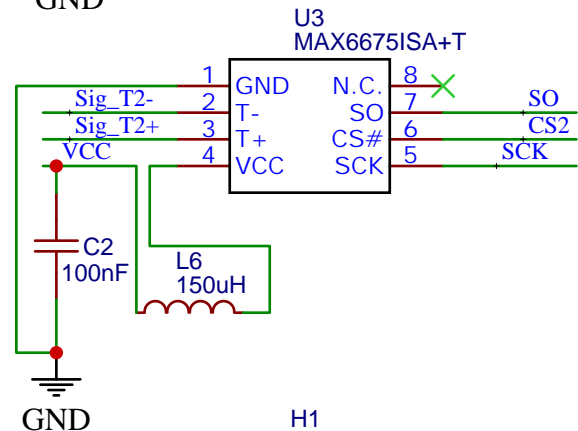 GND
U3
MAX6675ISA+T
1 GND N.C. 8
Sig_T2- 2 T- SO 7 SO
Sig_T2+ 3 T+ CS# 6 CS2
VCC 4 VCC SCK 5 SCK
C2
100nF
L6
150uH
GND
H1